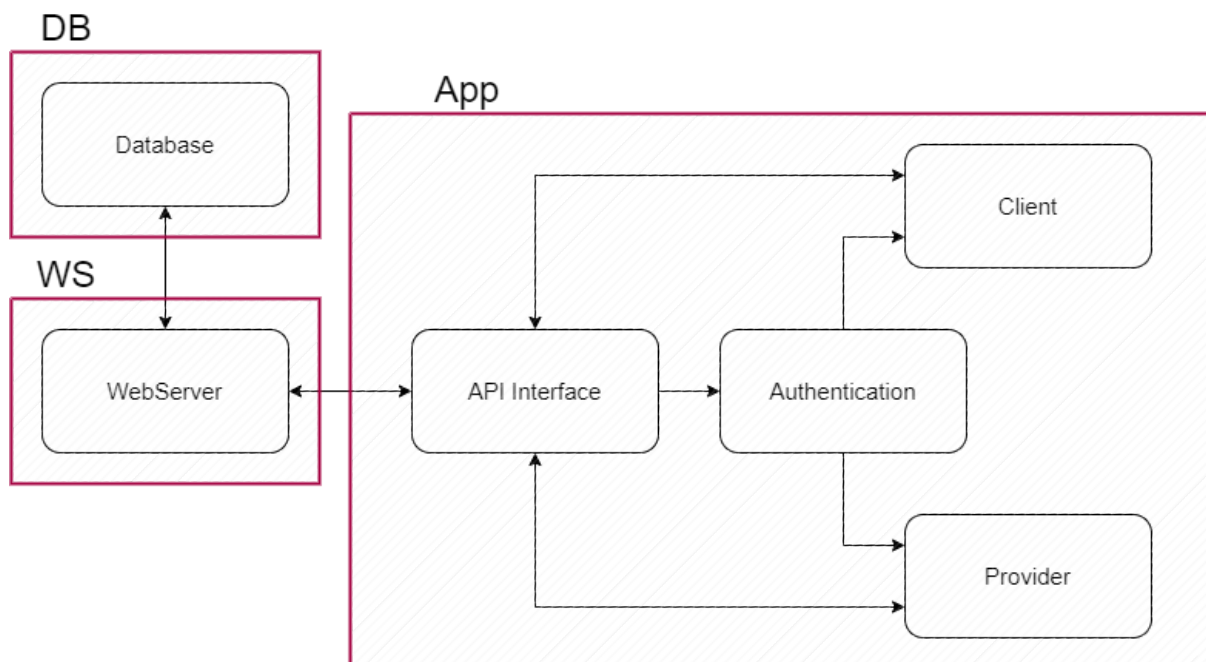 DB
Database
App
Client
WS
WebServer
API Interface
Authentication
Provider